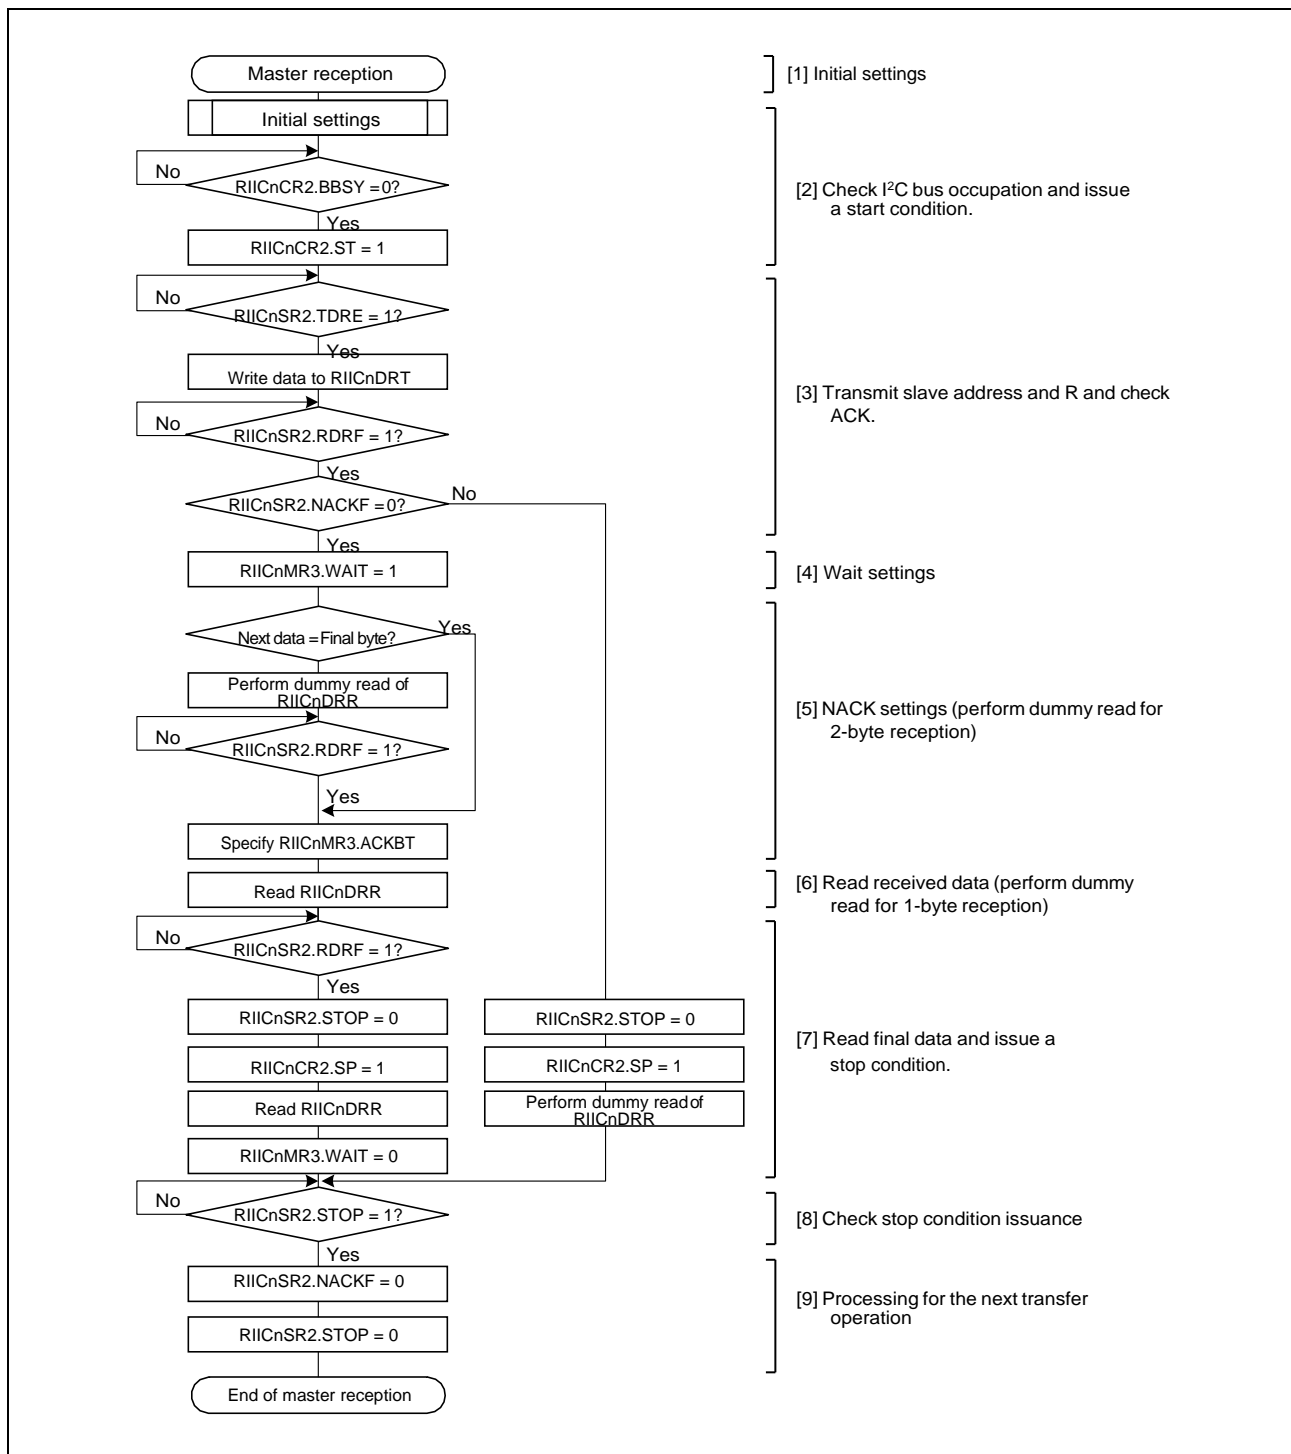 Master reception
[1] Initial settings
Initial settings
No
RIICnCR2.BBSY = 0?
[2] Check I²C bus occupation and issue
a start condition.
Yes
RIICnCR2.ST = 1
No
RIICnSR2.TDRE = 1?
Yes
Write data to RIICnDRT
[3] Transmit slave address and R and check
ACK.
No
RIICnSR2.RDRF = 1?
Yes
RIICnSR2.NACKF = 0?
No
Yes
RIICnMR3.WAIT = 1
[4] Wait settings
Next data = Final byte?
Yes
Perform dummy read of
RIICnDRR
[5] NACK settings (perform dummy read for
2-byte reception)
No
RIICnSR2.RDRF = 1?
Yes
Specify RIICnMR3.ACKBT
Read RIICnDRR
[6] Read received data (perform dummy
read for 1-byte reception)
No
RIICnSR2.RDRF = 1?
Yes
RIICnSR2.STOP = 0
RIICnSR2.STOP = 0
[7] Read final data and issue a
stop condition.
RIICnCR2.SP = 1
RIICnCR2.SP = 1
Read RIICnDRR
Perform dummy read of
RIICnDRR
RIICnMR3.WAIT = 0
No
RIICnSR2.STOP = 1?
[8] Check stop condition issuance
Yes
RIICnSR2.NACKF = 0
[9] Processing for the next transfer
operation
RIICnSR2.STOP = 0
End of master reception